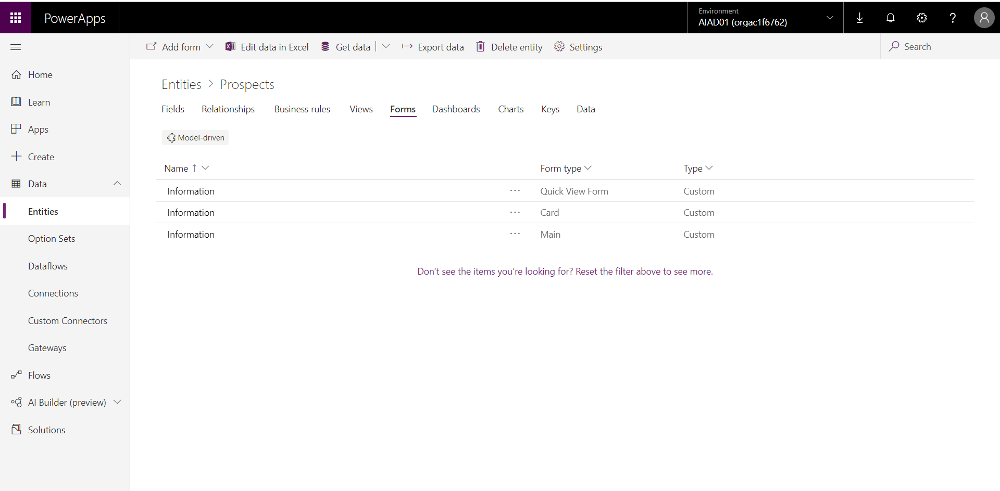 PowerApps
Environment
AIAD01 (orgac1f6762)
Add form
Edit data in Excel
Get data
Export data
Delete entity
Settings
Search
Home
Learn
Apps
Create
Data
Entities
Option Sets
Dataflows
Connections
Custom Connectors
Gateways
Flows
AI Builder (preview)
Solutions
Entities > Prospects
Fields Relationships Business rules Views Forms Dashboards Charts Keys Data
Model-driven
Name ↑ Form type Type
Information ··· Quick View Form Custom
Information ··· Card Custom
Information ··· Main Custom
Don’t see the items you’re looking for? Reset the filter above to see more.